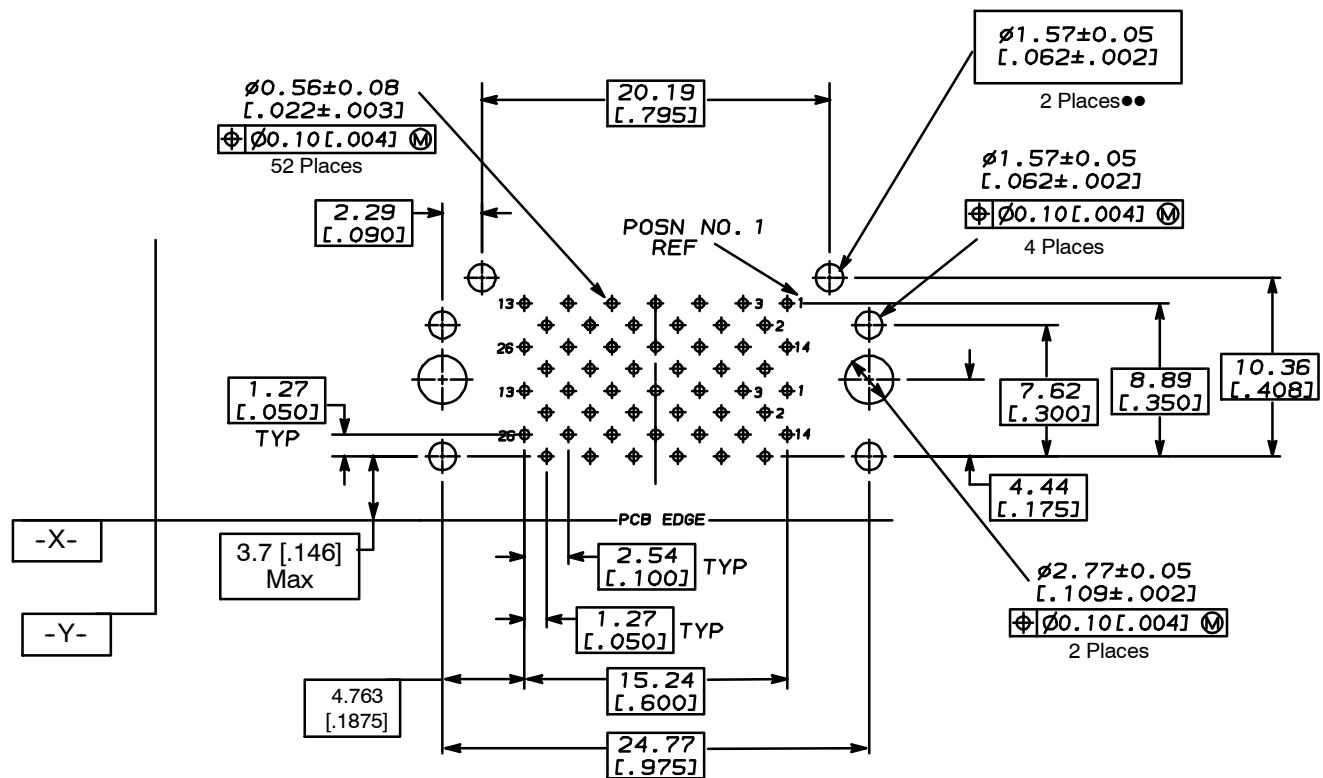 ø1.57±0.05
[.062±.002]
2 Places●●
ø0.56±0.08
[.022±.003]
⌖ Ø0.10[.004] Ⓜ
52 Places
20.19
[.795]
ø1.57±0.05
[.062±.002]
⌖ Ø0.10[.004] Ⓜ
4 Places
2.29
[.090]
POSN NO. 1
REF
13 3 1
2
26 14
13 3 1
2
26 14
1.27
[.050]
TYP
7.62
[.300]
8.89
[.350]
10.36
[.408]
4.44
[.175]
-X-
PCB EDGE
3.7 [.146]
Max
2.54
[.100]
TYP
ø2.77±0.05
[.109±.002]
⌖ Ø0.10[.004] Ⓜ
2 Places
-Y-
1.27
[.050]
TYP
4.763
[.1875]
15.24
[.600]
24.77
[.975]